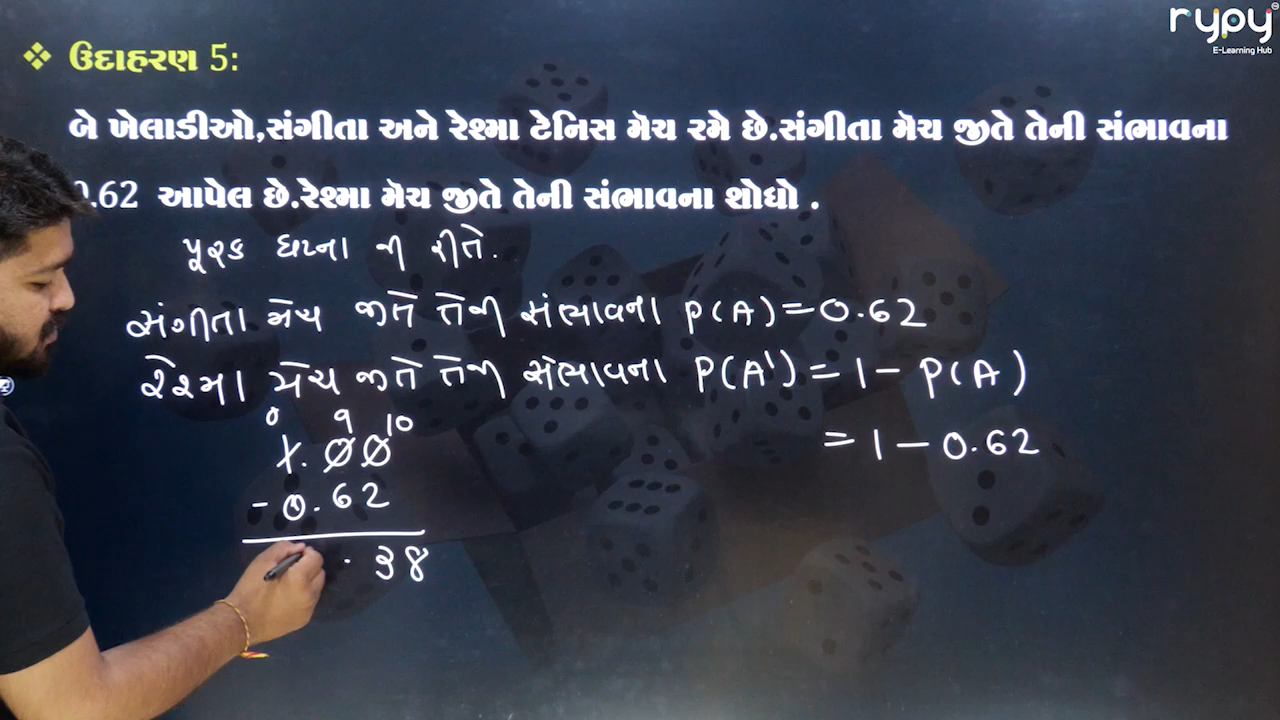 rypy
E-Learning Hub
❖ ઉદાહરણ 5:
બે ખેલાડીઓ,સંગીતા અને રેશ્મા ટેનિસ મૅચ રમે છે.સંગીતા મૅચ જીતે તેની સંભાવના
0.62 આપેલ છે.રેશ્મા મૅચ જીતે તેની સંભાવના શોધો .
પૂરક ઘટના ની રીતે.
સંગીતા મેચ જીતે તેની સંભાવના P(A)=0.62
રેશ્મા મેચ જીતે તેની સંભાવના P(A')=1-P(A)
= 1-0.62
0 9 10
1.00
-0.62
.38